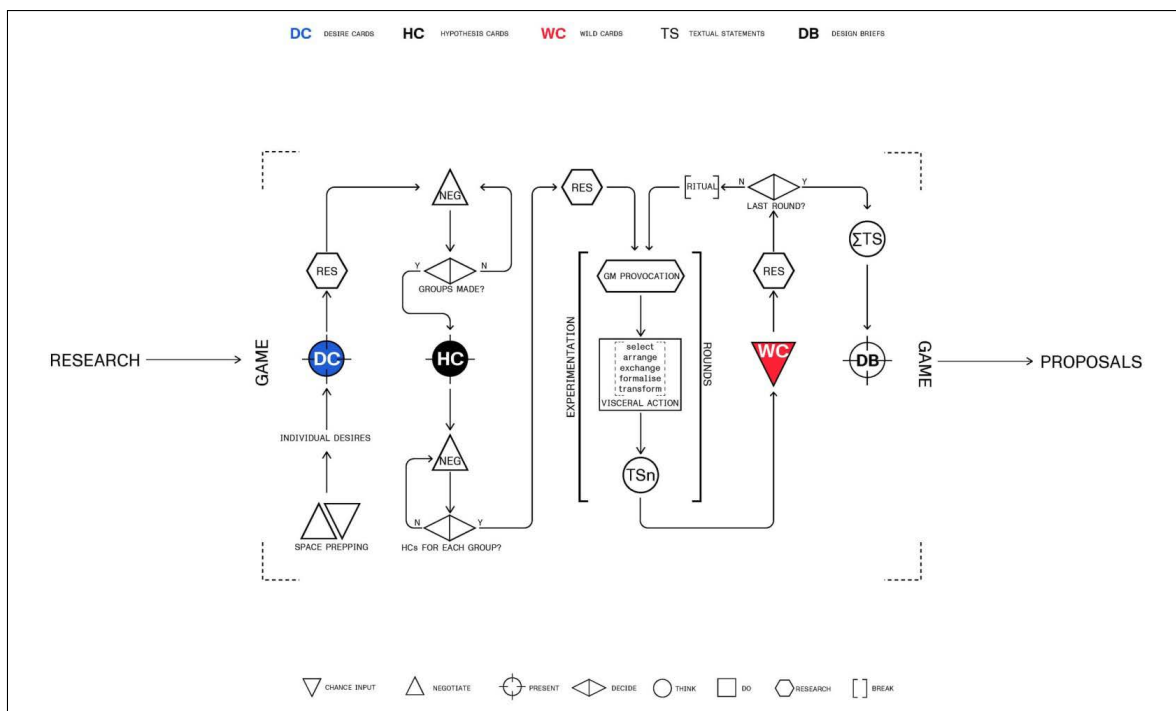 DC DESIRE CARDS HC HYPOTHESIS CARDS WC WILD CARDS TS TEXTUAL STATEMENTS DB DESIGN BRIEFS
RESEARCH
GAME
SPACE PREPPING
INDIVIDUAL DESIRES
DC
RES
NEG
Y N
GROUPS MADE?
HC
NEG
N Y
HCs FOR EACH GROUP?
RES
EXPERIMENTATION
GM PROVOCATION
select
arrange
exchange
formalise
transform
VISCERAL ACTION
TSn
ROUNDS
WC
RES
N Y
LAST ROUND?
RITUAL
∑TS
DB
GAME
PROPOSALS
CHANCE INPUT NEGOTIATE PRESENT DECIDE THINK DO RESEARCH BREAK